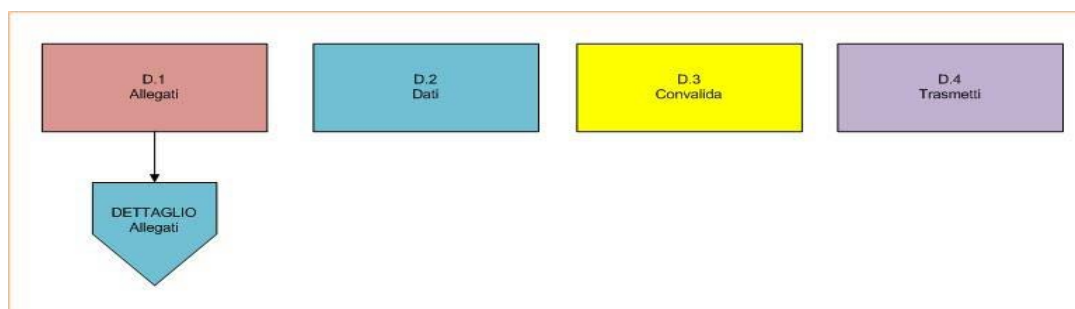 D.1
Allegati
D.2
Dati
D.3
Convalida
D.4
Trasmetti
DETTAGLIO
Allegati